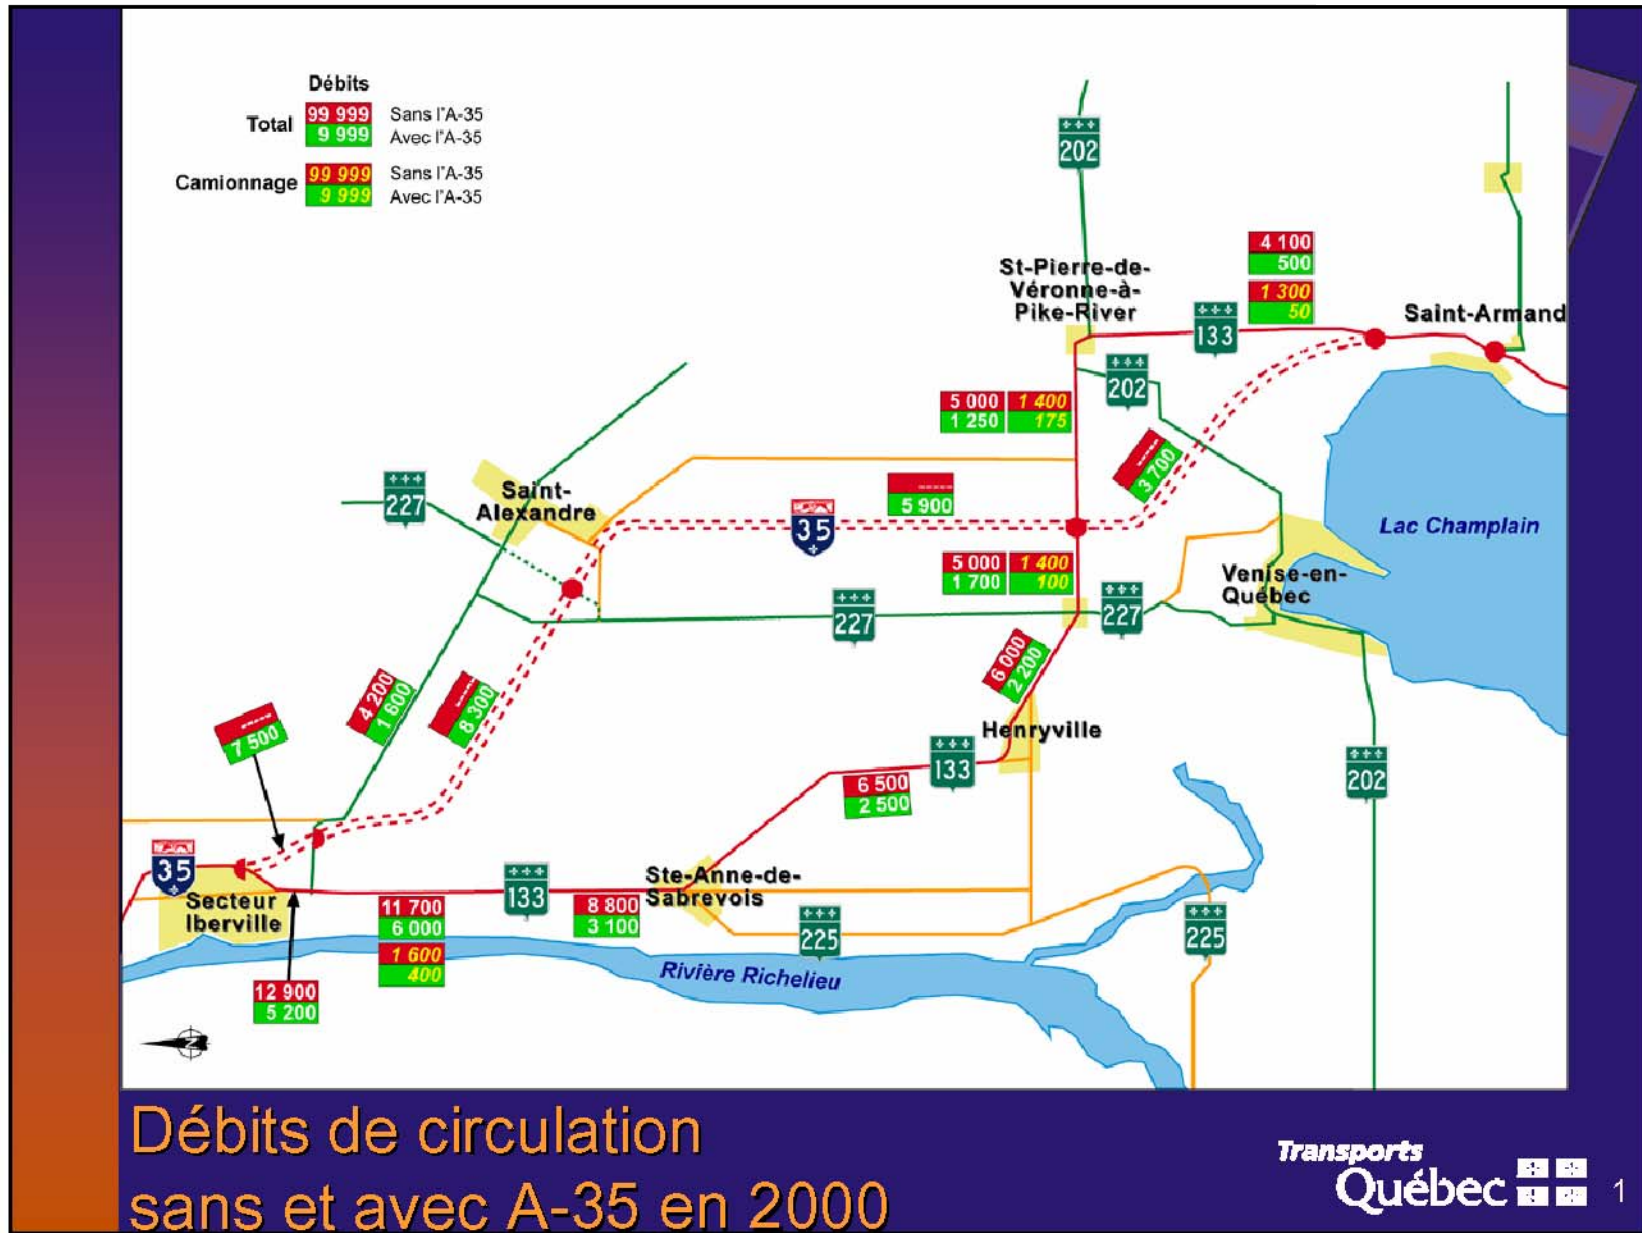 Débits
Total
99 999 Sans l'A-35
9 999 Avec l'A-35
Camionnage
99 999 Sans l'A-35
9 999 Avec l'A-35
202
4 100
500
1 300
50
St-Pierre-de-
Véronne-à-
Pike-River
133
Saint-Armand
202
5 000 1 400
1 250 175
3 700
227
Saint-
Alexandre
-----
5 900
35
Lac Champlain
5 000 1 400
1 700 100
Venise-en-
Québec
227
227
6 000
2 200
4 200
1 600
8 300
7 500
Henryville
133
6 500
2 500
202
35
Secteur
Iberville
133
11 700
6 000
1 600
400
8 800
3 100
Ste-Anne-de-
Sabrevois
225
225
Rivière Richelieu
12 900
5 200
N
Débits de circulation
sans et avec A-35 en 2000
Transports
Québec
1